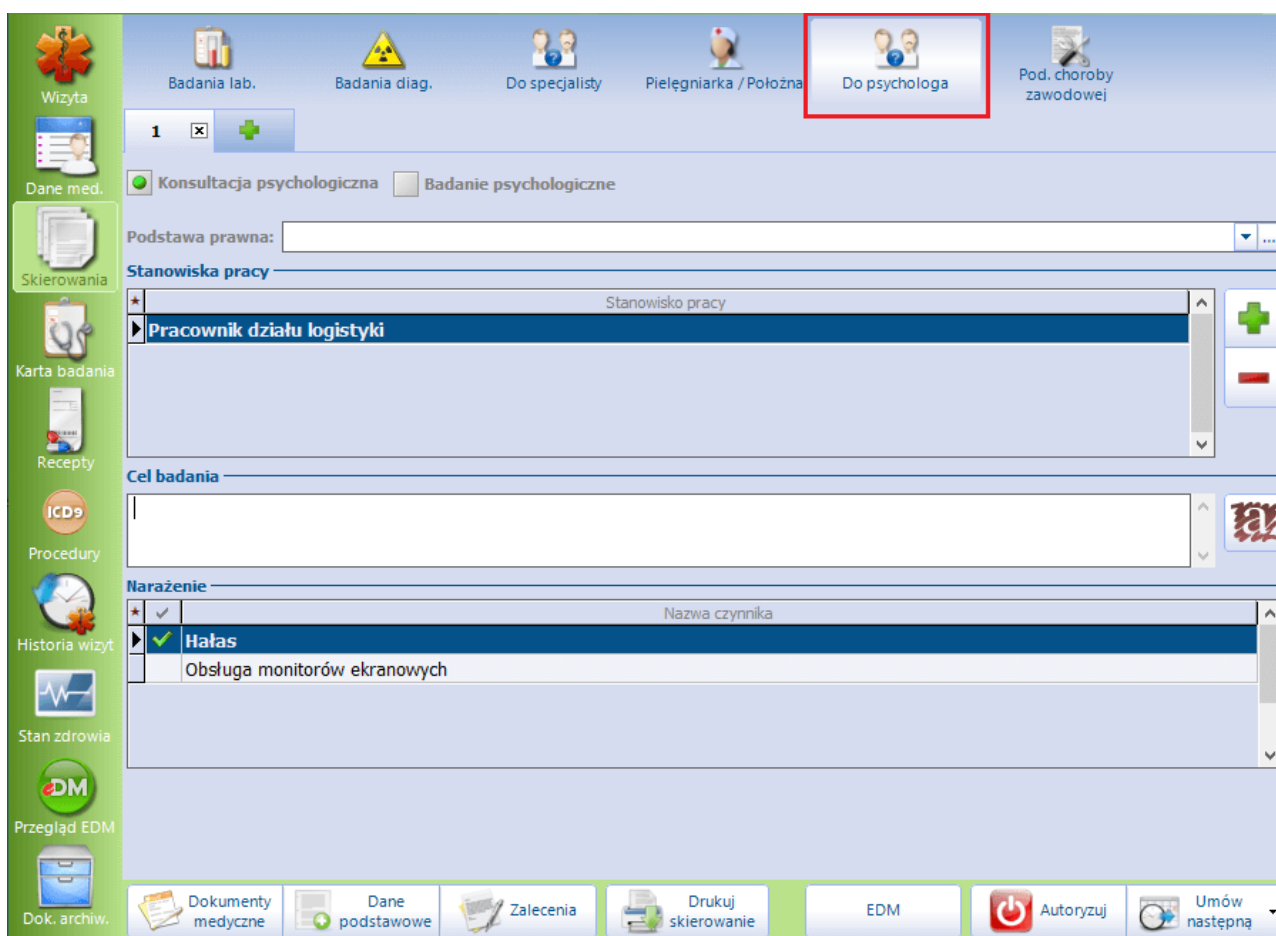 Wizyta
Dane med.
Skierowania
Karta badania
Recepty
ICD9
Procedury
Historia wizyt
Stan zdrowia
eDM
Przegląd EDM
Dok. archiw.
Badania lab.
Badania diag.
Do specjalisty
Pielęgniarka / Położna
Do psychologa
Pod. choroby
zawodowej
1
Konsultacja psychologiczna
Badanie psychologiczne
Podstawa prawna:
...
Stanowiska pracy
Stanowisko pracy
Pracownik działu logistyki
Cel badania
Narażenie
Nazwa czynnika
Hałas
Obsługa monitorów ekranowych
Dokumenty
medyczne
Dane
podstawowe
Zalecenia
Drukuj
skierowanie
EDM
Autoryzuj
Umów
następną